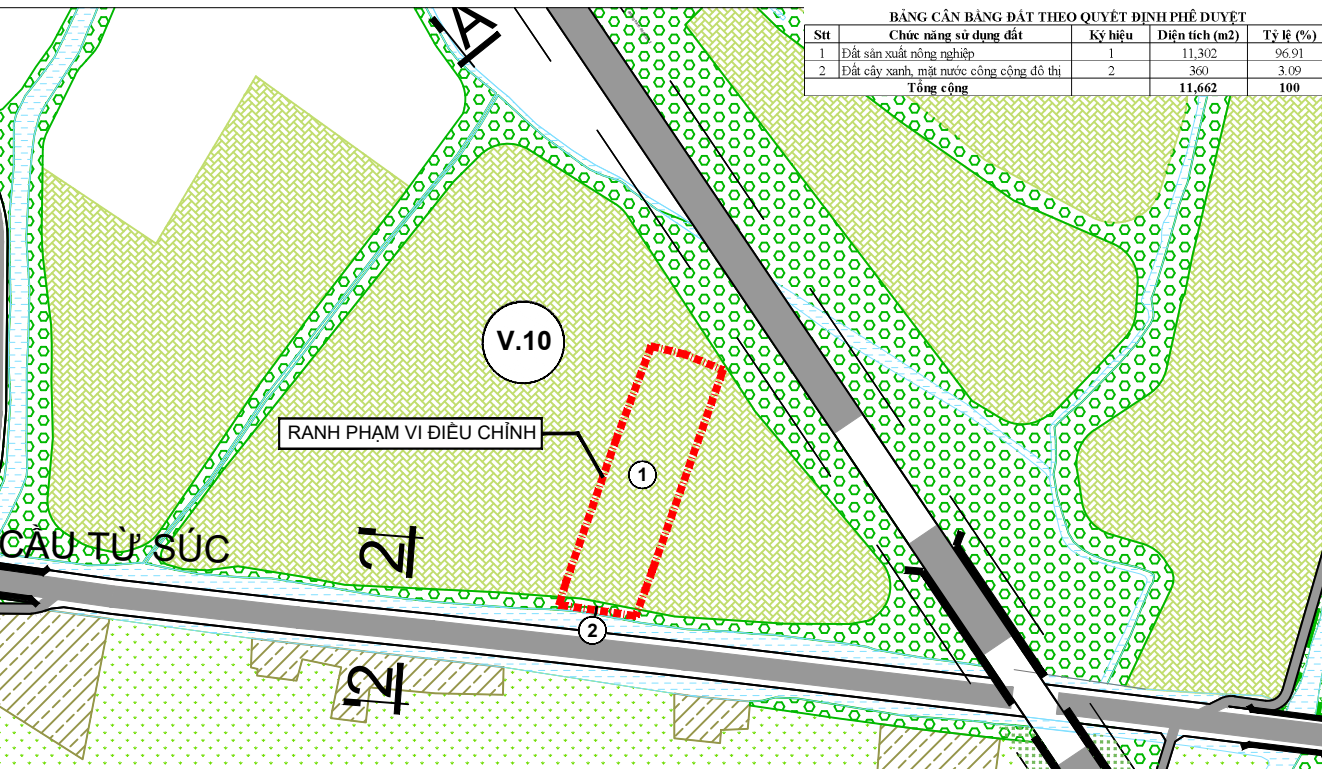 BẢNG CÂN BẰNG ĐẤT THEO QUYẾT ĐỊNH PHÊ DUYỆT
Stt Chức năng sử dụng đất Ký hiệu Diện tích (m2) Tỷ lệ (%)
1 Đất sản xuất nông nghiệp 1 11,302 96.91
2 Đất cây xanh, mặt nước công cộng đô thị 2 360 3.09
Tổng cộng 11,662 100
A
V.10
RANH PHẠM VI ĐIỀU CHỈNH
1
CẦU TỪ SÚC
2
2
2